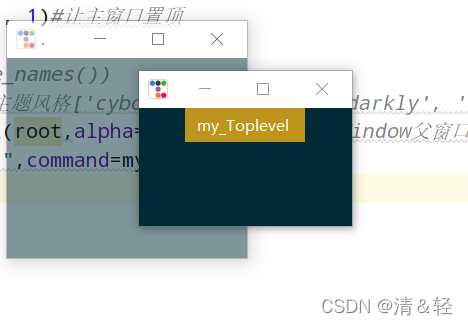 , 1)#让主窗口置顶
e_names())
主题风格['cybo darkly', '
(root,alpha= indow父窗口
",command=my
my_Toplevel
CSDN @清&轻